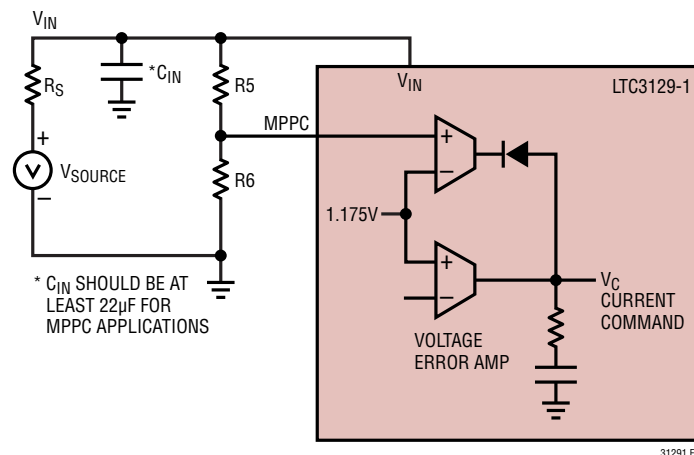 VIN
*CIN
RS
R5
VIN
LTC3129-1
MPPC
+
−
+
V
−
VSOURCE
R6
1.175V
+
−
* CIN SHOULD BE AT
LEAST 22µF FOR
MPPC APPLICATIONS
VC
CURRENT
COMMAND
VOLTAGE
ERROR AMP
31291 F